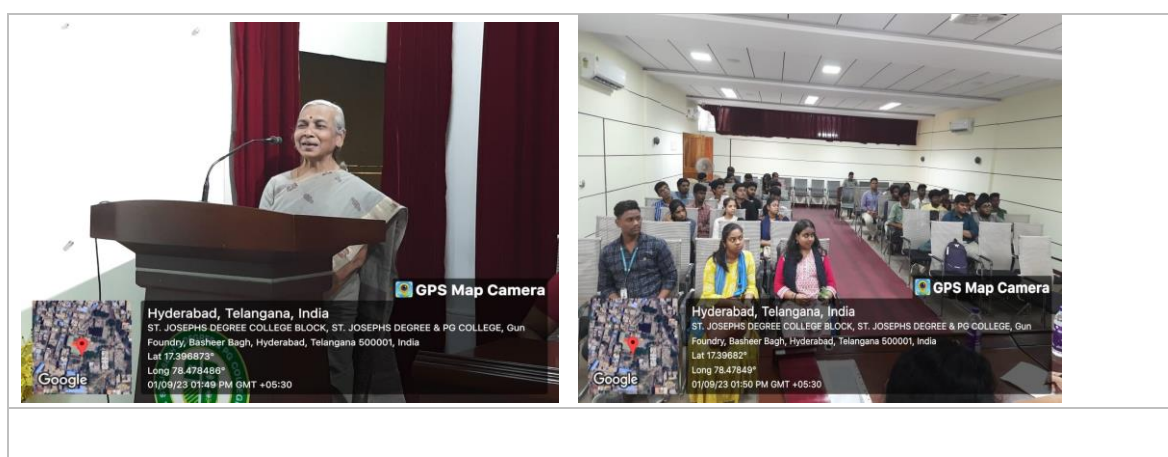 GPS Map Camera
Hyderabad, Telangana, India
ST. JOSEPHS DEGREE COLLEGE BLOCK, ST. JOSEPHS DEGREE & PG COLLEGE, Gun
Foundry, Basheer Bagh, Hyderabad, Telangana 500001, India
Lat 17.396873°
Long 78.478486°
01/09/23 01:49 PM GMT +05:30
Google
GPS Map Camera
Hyderabad, Telangana, India
ST. JOSEPHS DEGREE COLLEGE BLOCK, ST. JOSEPHS DEGREE & PG COLLEGE, Gun
Foundry, Basheer Bagh, Hyderabad, Telangana 500001, India
Lat 17.39682°
Long 78.47849°
01/09/23 01:50 PM GMT +05:30
Google